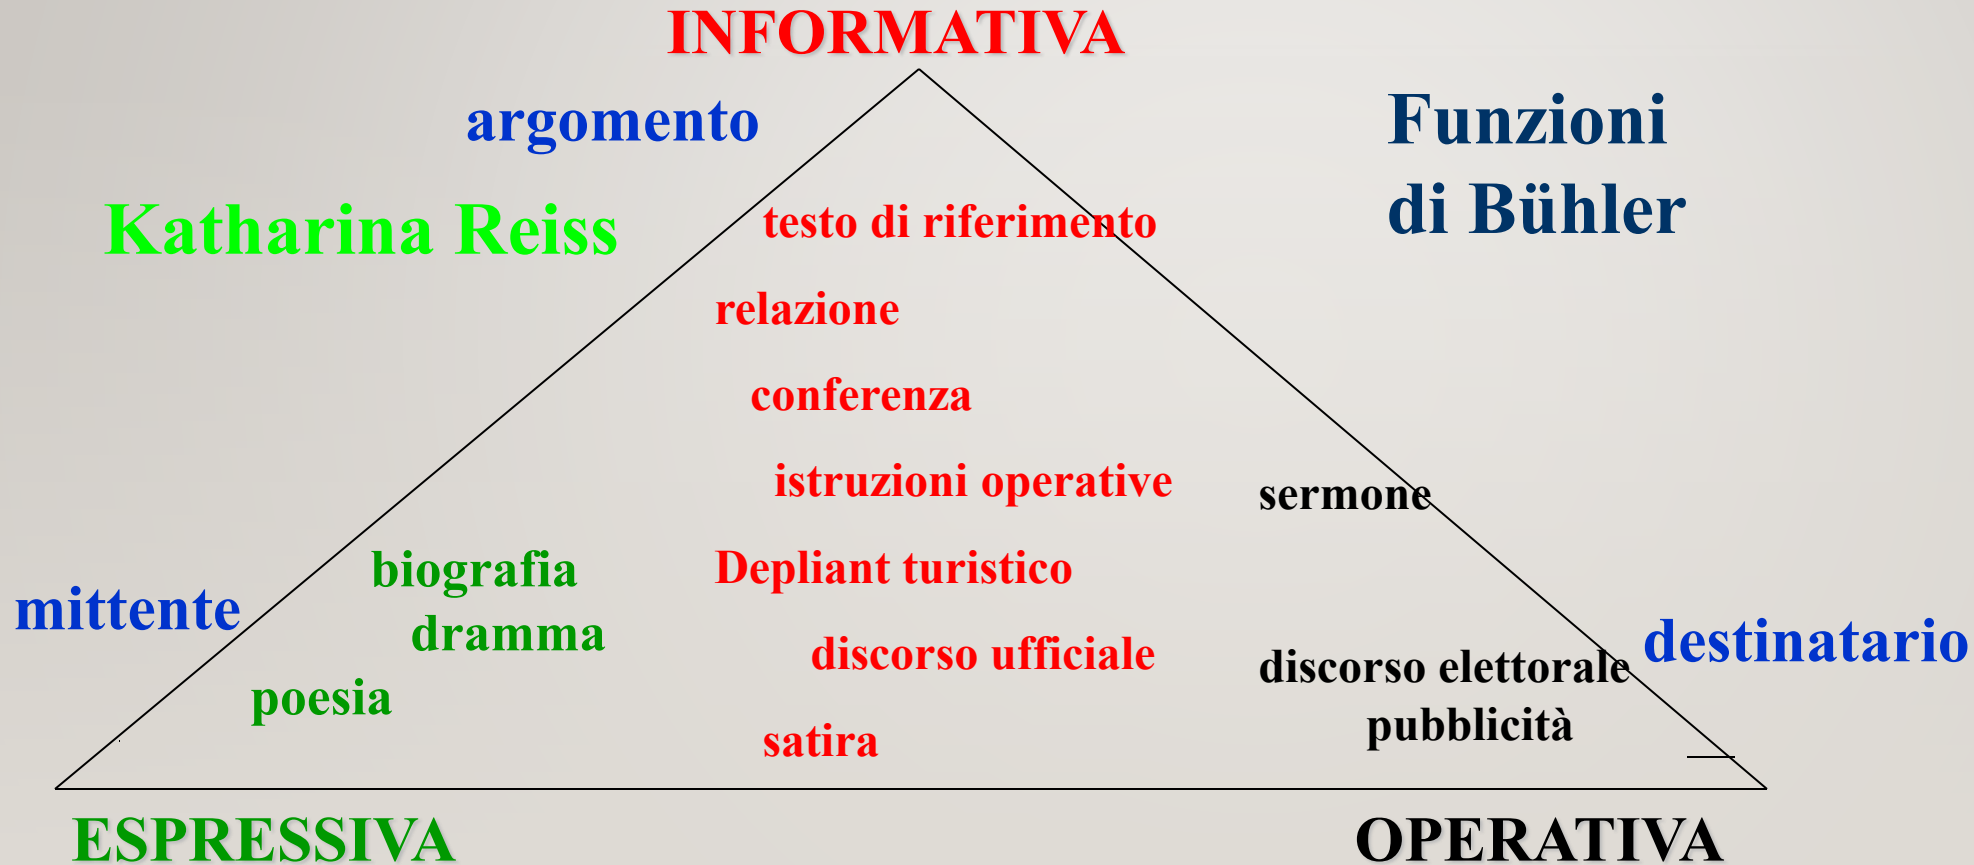 INFORMATIVA
argomento
Funzioni
di Bühler
Katharina Reiss
testo di riferimento
relazione
conferenza
istruzioni operative
sermone
biografia
Depliant turistico
mittente
dramma
destinatario
discorso ufficiale
discorso elettorale
poesia
pubblicità
satira
ESPRESSIVA
OPERATIVA